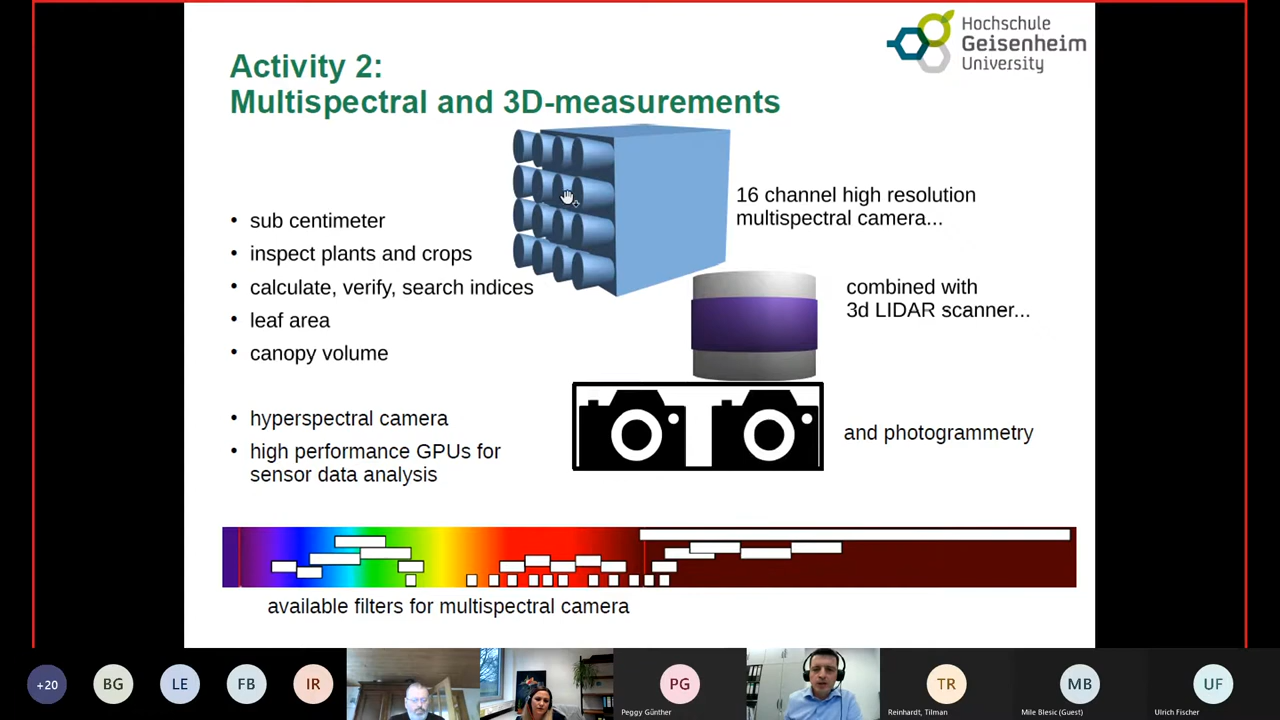 Hochschule
Geisenheim
University
Activity 2:
Multispectral and 3D-measurements
16 channel high resolution
multispectral camera...
• sub centimeter
• inspect plants and crops
• calculate, verify, search indices
• leaf area
• canopy volume
combined with
3d LIDAR scanner...
• hyperspectral camera
• high performance GPUs for
sensor data analysis
and photogrammetry
available filters for multispectral camera
+20
BG
LE
FB
IR
PG
Peggy Günther
TR
Reinhardt, Tilman
MB
Mile Blesic (Guest)
UF
Ulrich Fischer